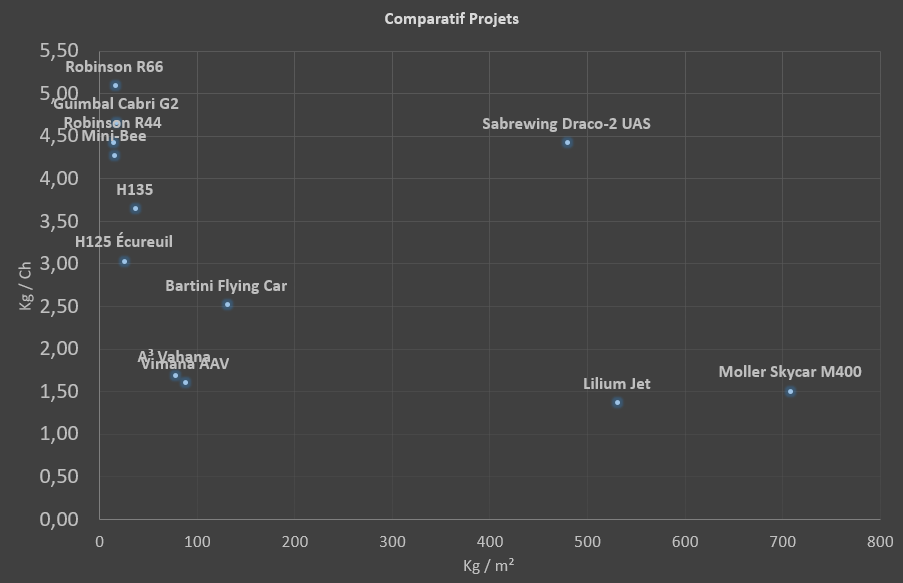 Comparatif Projets
5,50
Robinson R66
5,00
Guimbal Cabri G2
Robinson R44
4,50
Mini-Bee
Sabrewing Draco-2 UAS
4,00
H135
3,50
H125 Écureuil
3,00
Bartini Flying Car
2,50
2,00
A³ Vahana
Vimana AAV
Moller Skycar M400
Lilium Jet
1,50
1,00
0,50
0,00
Kg / Ch
0 100 200 300 400 500 600 700 800
Kg / m²